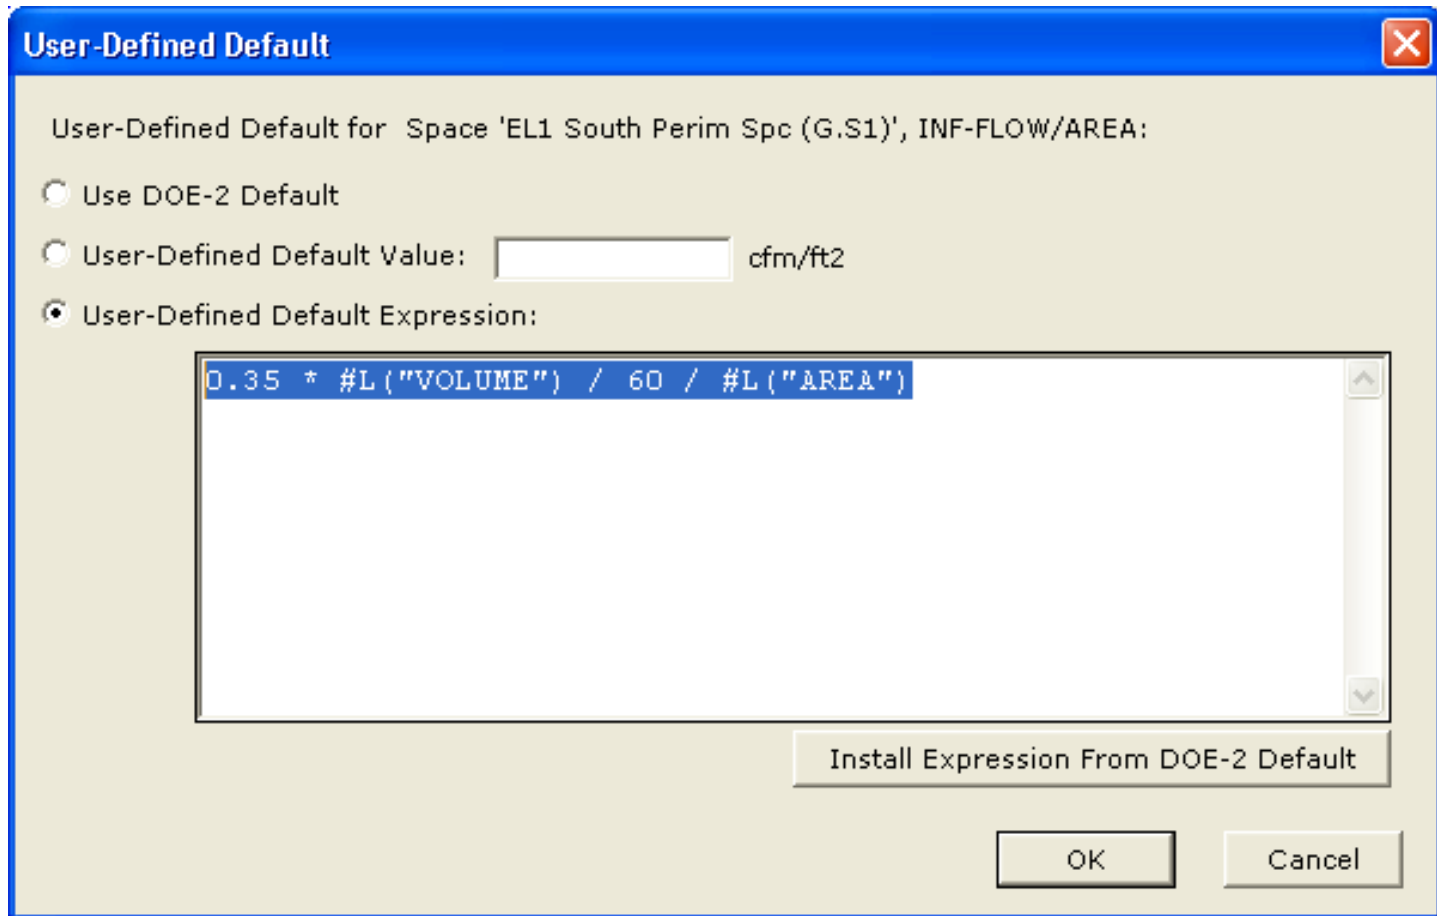 User-Defined Default
User-Defined Default for  Space 'EL1 South Perim Spc (G.S1)', INF-FLOW/AREA:
Use DOE-2 Default
User-Defined Default Value:
cfm/ft2
User-Defined Default Expression:
0.35 * #L("VOLUME") / 60 / #L("AREA")
Install Expression From DOE-2 Default
OK
Cancel